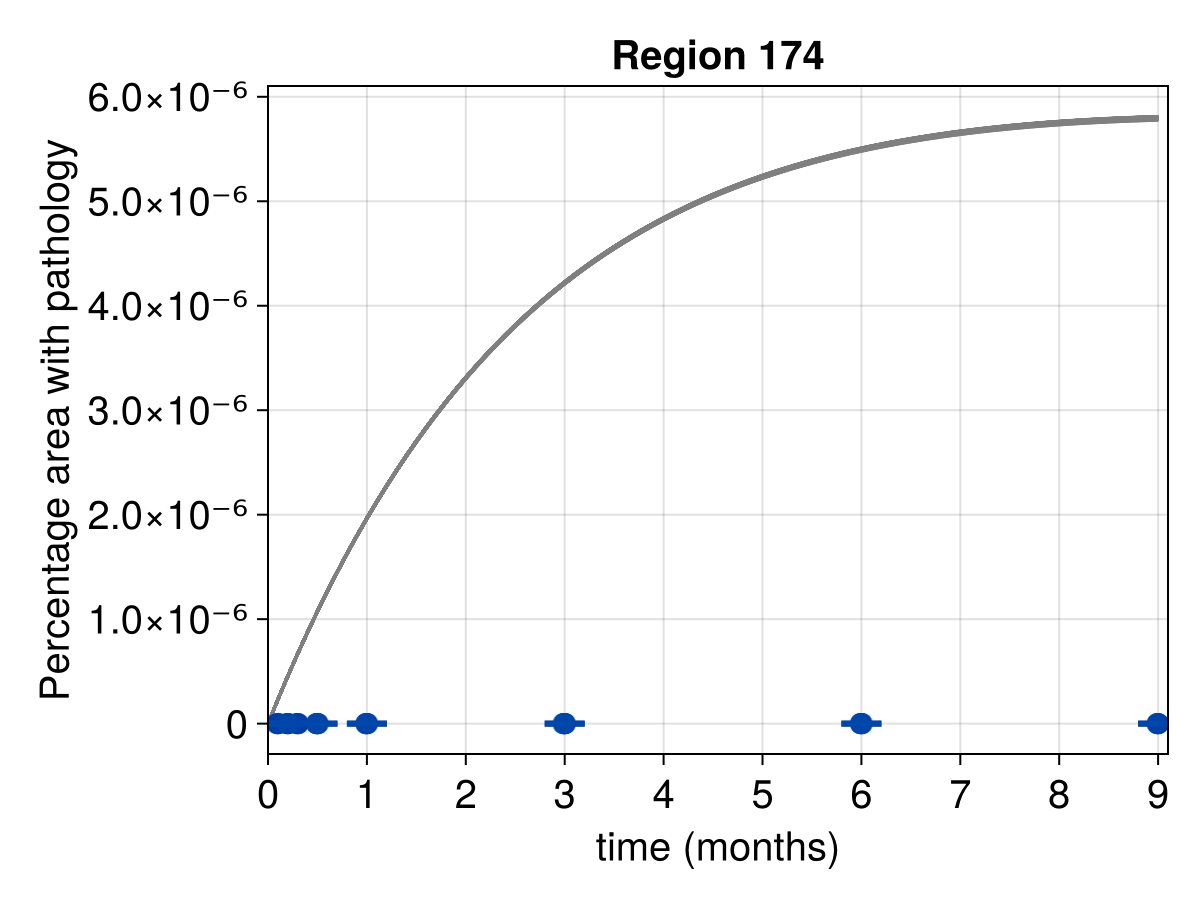 Region 174
Percentage area with pathology
6.0×10⁻⁶
5.0×10⁻⁶
4.0×10⁻⁶
3.0×10⁻⁶
2.0×10⁻⁶
1.0×10⁻⁶
0
0 1 2 3 4 5 6 7 8 9
time (months)